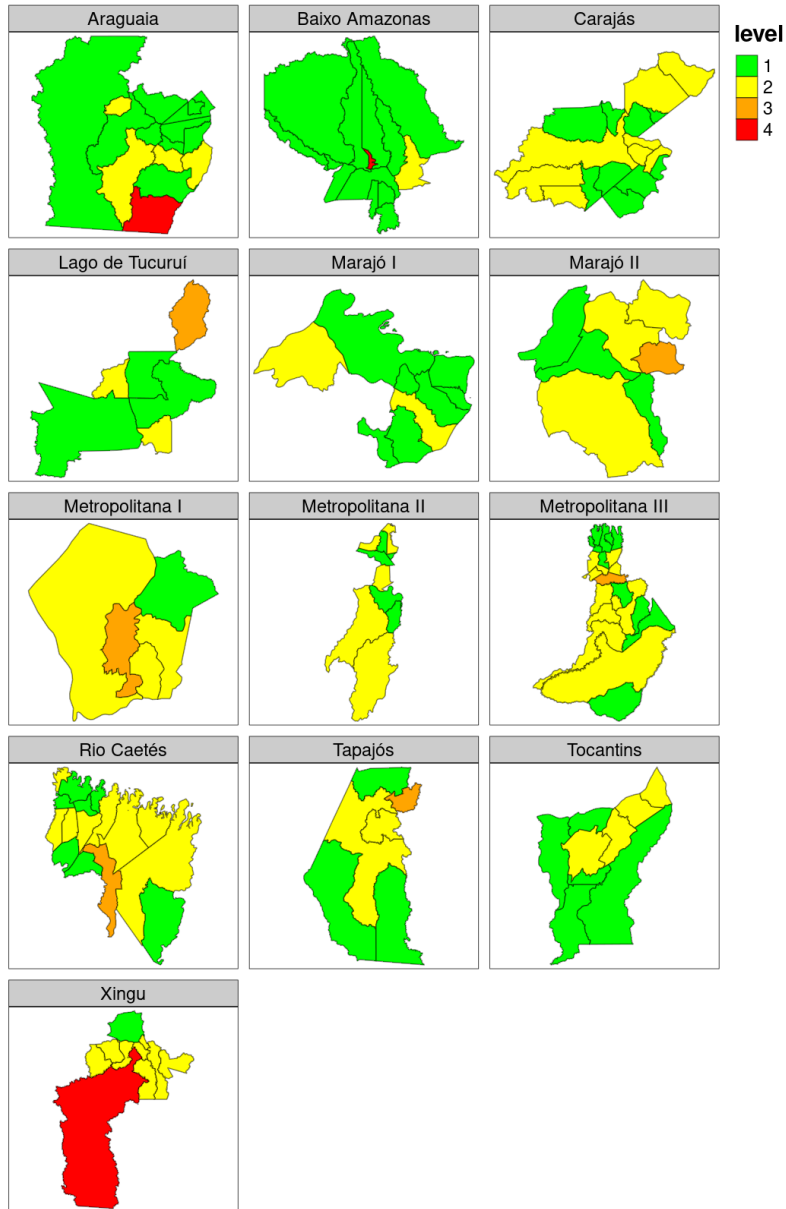 Araguaia
Baixo Amazonas
Carajás
level
1
2
3
4
Lago de Tucuruí
Marajó I
Marajó II
Metropolitana I
Metropolitana II
Metropolitana III
Rio Caetés
Tapajós
Tocantins
Xingu